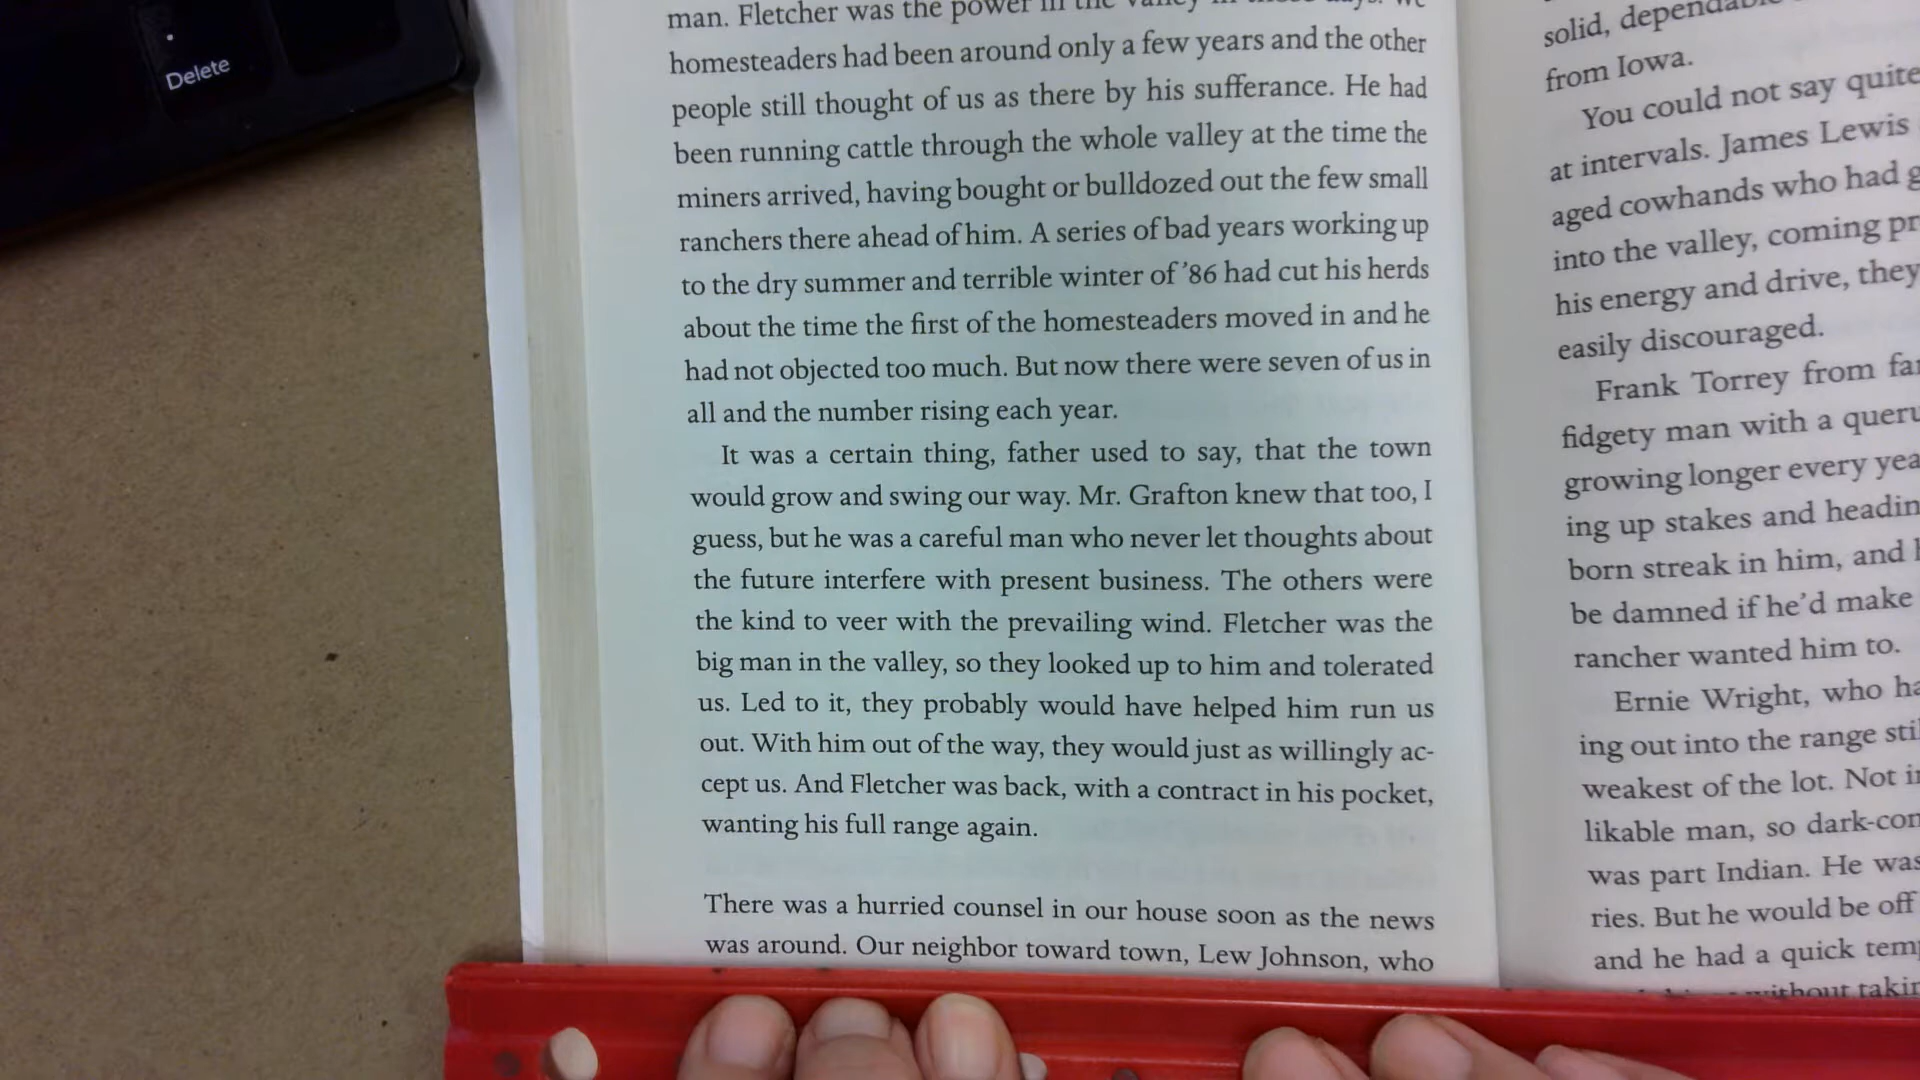 Delete
man. Fletcher was the power in the valley in those days. We
homesteaders had been around only a few years and the other
people still thought of us as there by his sufferance. He had
been running cattle through the whole valley at the time the
miners arrived, having bought or bulldozed out the few small
ranchers there ahead of him. A series of bad years working up
to the dry summer and terrible winter of ’86 had cut his herds
about the time the first of the homesteaders moved in and he
had not objected too much. But now there were seven of us in
all and the number rising each year.
It was a certain thing, father used to say, that the town
would grow and swing our way. Mr. Grafton knew that too, I
guess, but he was a careful man who never let thoughts about
the future interfere with present business. The others were
the kind to veer with the prevailing wind. Fletcher was the
big man in the valley, so they looked up to him and tolerated
us. Led to it, they probably would have helped him run us
out. With him out of the way, they would just as willingly ac-
cept us. And Fletcher was back, with a contract in his pocket,
wanting his full range again.
There was a hurried counsel in our house soon as the news
was around. Our neighbor toward town, Lew Johnson, who
solid,
from Iowa.
You could not say quite
at intervals. James Lewis
aged cowhands who had
into the valley, coming
his energy and drive, they
easily discouraged.
Frank Torrey from
fidgety man with a
growing longer every
ing up stakes and
born streak in him, and
be damned if he’d make
rancher wanted him to.
Ernie Wright, who
ing out into the range
weakest of the lot. Not
likable man, so
was part Indian. He
ries. But he would be off
and he had a quick
without